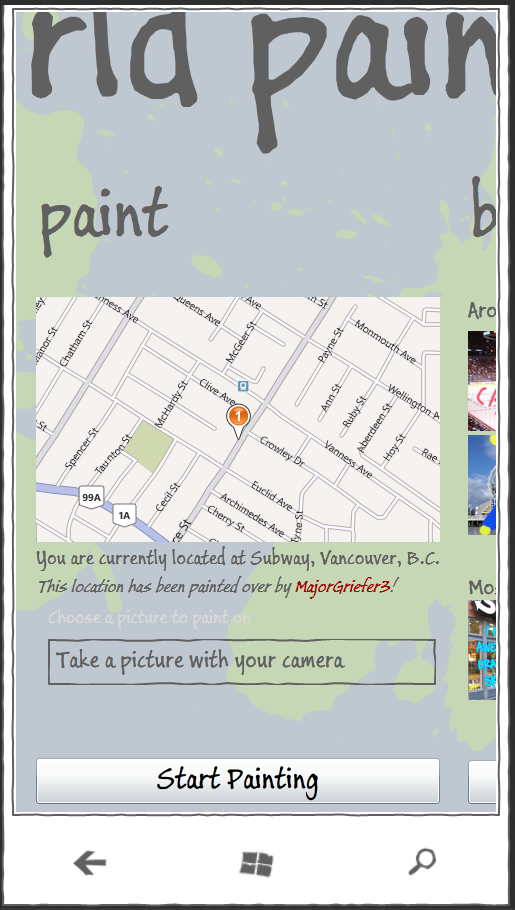 rld pain
paint
b
Queens Ave
Chatham St
McGeer St
Payne St
Monmouth Ave
Clive Ave
McHardy St
Ann St
Ruby St
Aberdeen St
Wellington A
Hoy St
Rae
1
Spencer St
Taunton St
Crowley Dr
Vanness Ave
Cecil St
Euclid Ave
Archimedes Ave
Cherry St
99A
1A
Aro
You are currently located at Subway, Vancouver, B.C.
This location has been painted over by MajorGriefer3!
Mo
Choose a picture to paint on
Take a picture with your camera
Start Painting